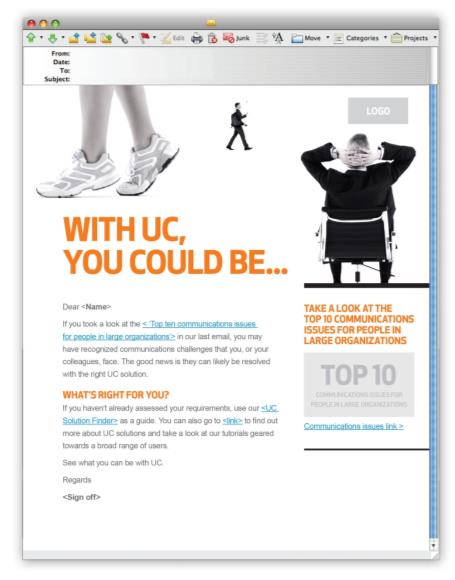 Edit
Junk
Move
Categories
Projects
From:
Date:
To:
Subject:
LOGO
WITH UC,
YOU COULD BE...
Dear <Name>
If you took a look at the < 'Top ten communications issues
for people in large organizations'> in our last email, you may
have recognized communications challenges that you, or your
colleagues, face. The good news is they can likely be resolved
with the right UC solution.
WHAT'S RIGHT FOR YOU?
If you haven't already assessed your requirements, use our <UC
Solution Finder> as a guide. You can also go to <link> to find out
more about UC solutions and take a look at our tutorials geared
towards a broad range of users.
See what you can be with UC.
Regards
<Sign off>
TAKE A LOOK AT THE
TOP 10 COMMUNICATIONS
ISSUES FOR PEOPLE IN
LARGE ORGANIZATIONS
TOP 10
COMMUNICATIONS ISSUES FOR
PEOPLE IN LARGE ORGANIZATIONS
Communications issues link >